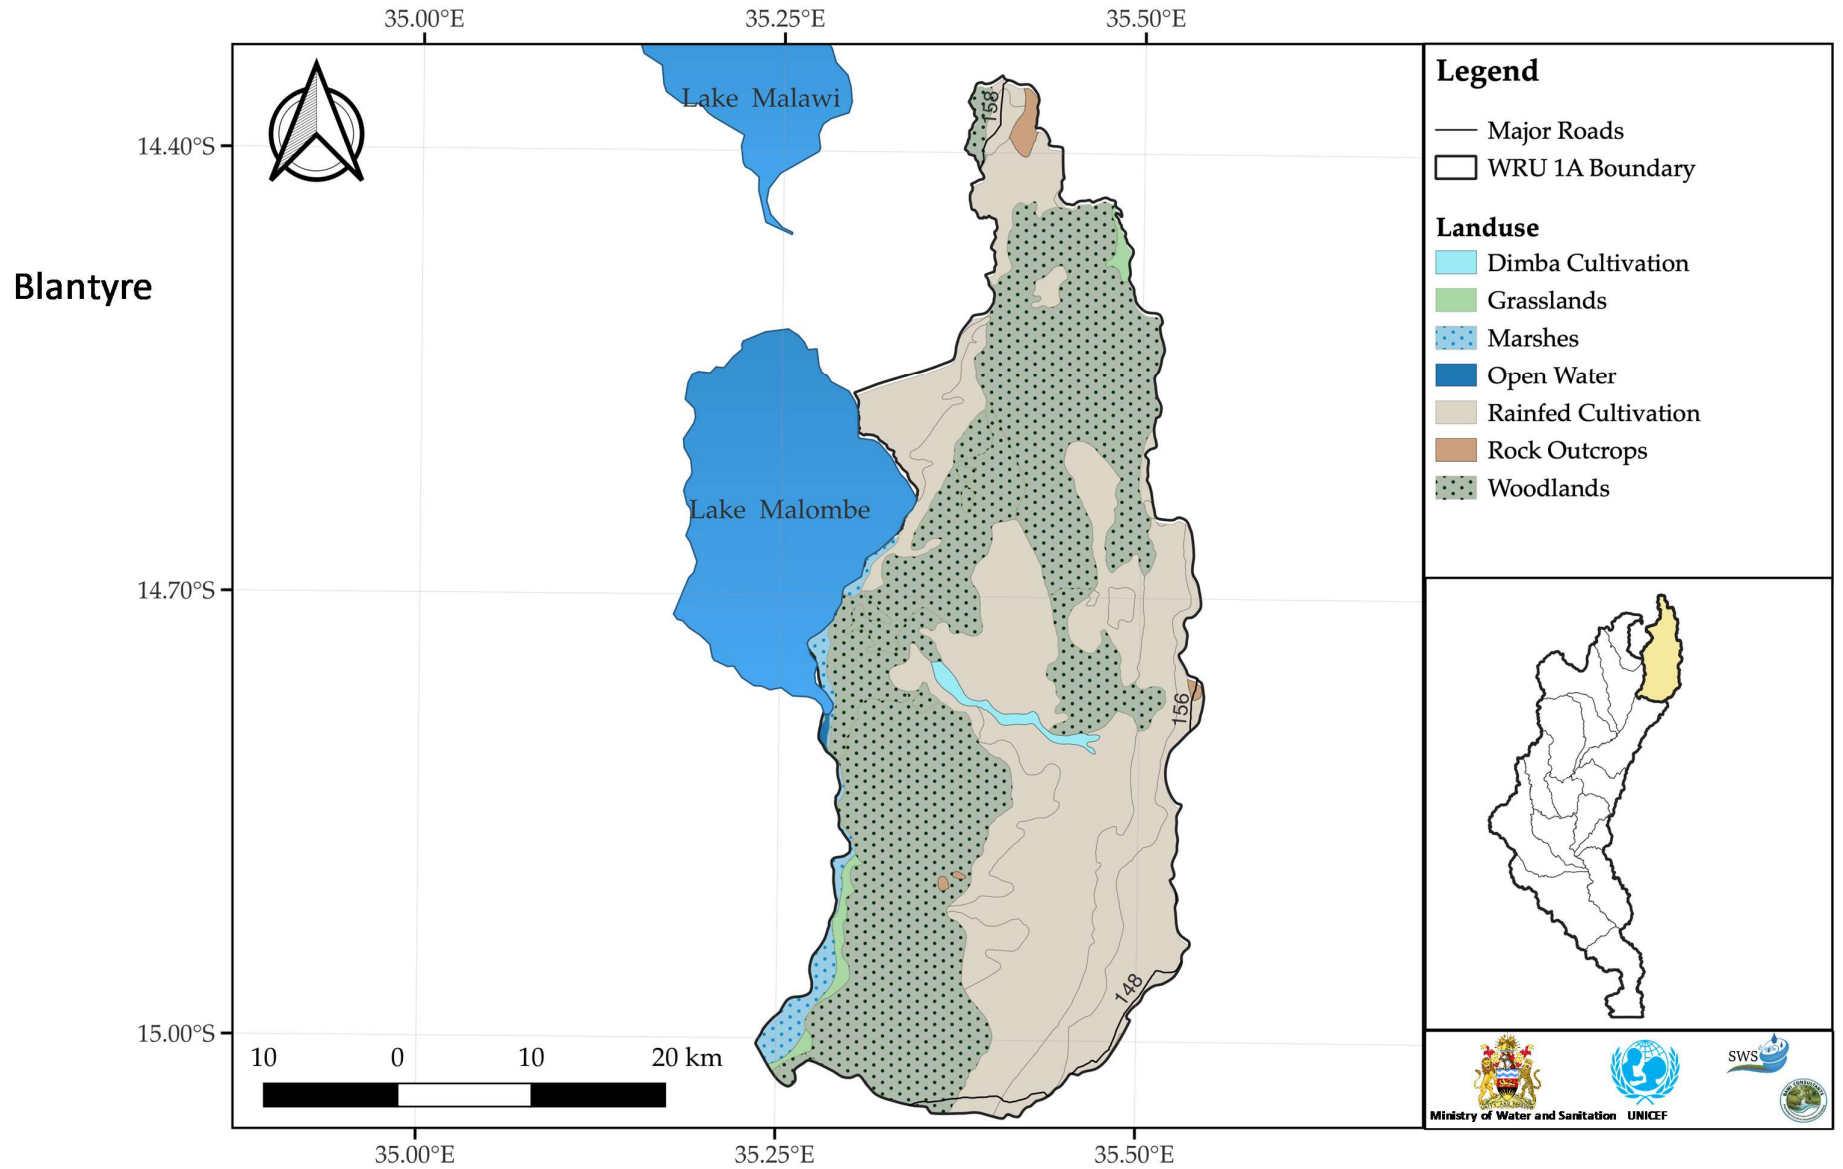 35.00°E 35.25°E 35.50°E
Lake Malawi
158
14.40°S
Blantyre
Lake Malombe
14.70°S
156
148
15.00°S
10 0 10 20 km
35.00°E 35.25°E 35.50°E
Legend
Major Roads
WRU 1A Boundary
Landuse
Dimba Cultivation
Grasslands
Marshes
Open Water
Rainfed Cultivation
Rock Outcrops
Woodlands
SWS
Ministry of Water and Sanitation UNICEF